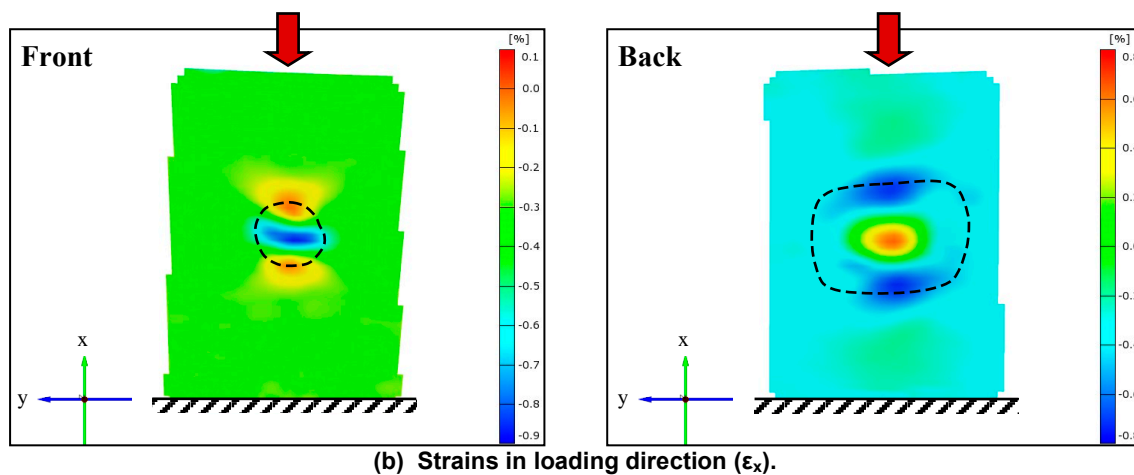 Front
[%]
0.1
0.0
-0.1
-0.2
-0.3
-0.4
-0.5
-0.6
-0.7
-0.8
-0.9
x
y
Back
[%]
x
y
(b) Strains in loading direction (εₓ).